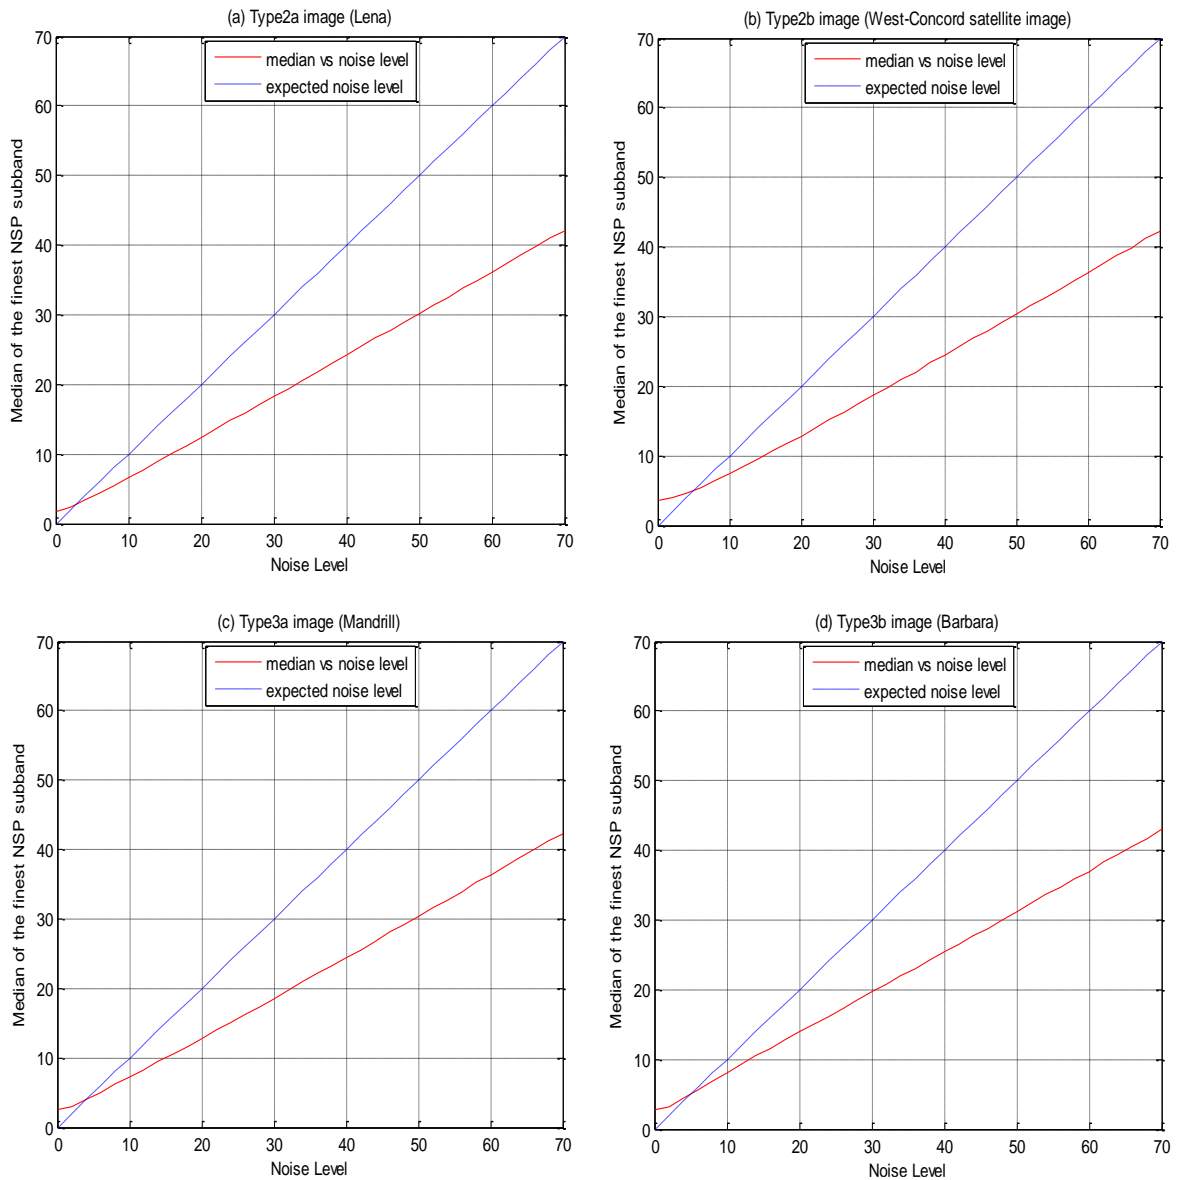 (a) Type2a image (Lena)
median vs noise level
expected noise level
Median of the finest NSP subband
70
60
50
40
30
20
10
0
0 10 20 30 40 50 60 70
Noise Level
(b) Type2b image (West-Concord satellite image)
median vs noise level
expected noise level
Median of the finest NSP subband
70
60
50
40
30
20
10
0
0 10 20 30 40 50 60 70
Noise Level
(c) Type3a image (Mandrill)
median vs noise level
expected noise level
Median of the finest NSP subband
70
60
50
40
30
20
10
0
0 10 20 30 40 50 60 70
Noise Level
(d) Type3b image (Barbara)
median vs noise level
expected noise level
Median of the finest NSP subband
70
60
50
40
30
20
10
0
0 10 20 30 40 50 60 70
Noise Level